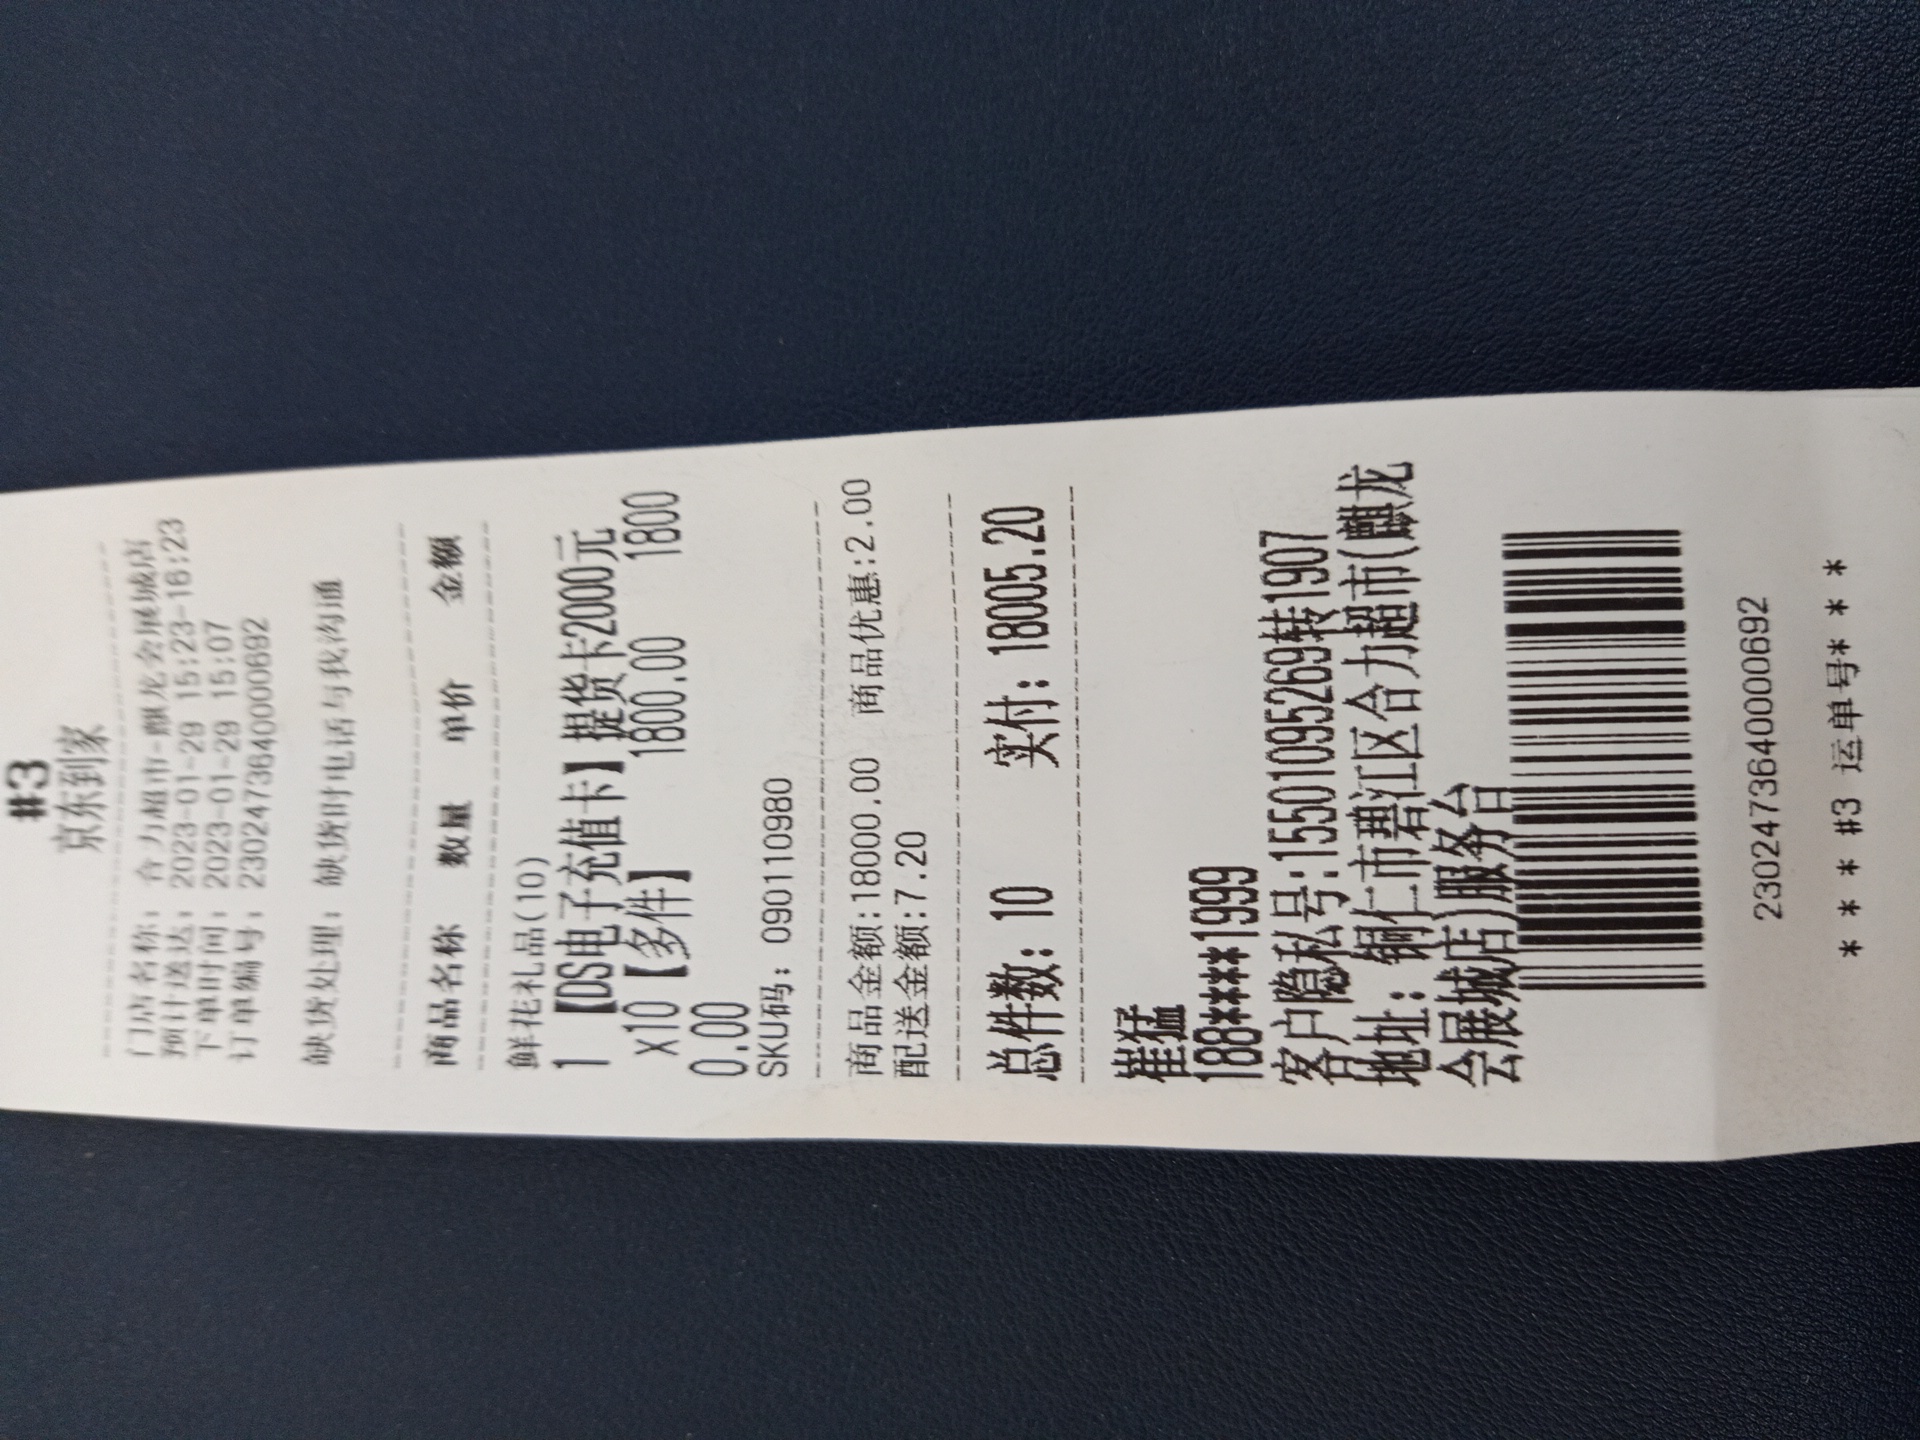 #3
京东到家
门店名称：合力超市-麒龙会展城店
预计送达：2023-01-29 15:23-16:23
下单时间：2023-01-29 15:07
订单编号：2302473640000692
缺货处理：缺货时电话与我沟通
商品名称 数量 单价 金额
鲜花礼品(10)
1 【DS电子充值卡】提货卡2000元
x10【多件】 1800.00 1800
0.00
SKU码：090110980
商品金额:18000.00 商品优惠:2.00
配送金额:7.20
总件数：10 实付：18005.20
崔猛
188****1999
客户隐私号:15501095269转1907
地址：铜仁市碧江区合力超市(麒龙
会展城店)服务台
2302473640000692
* * * * #3 运单号* * * *